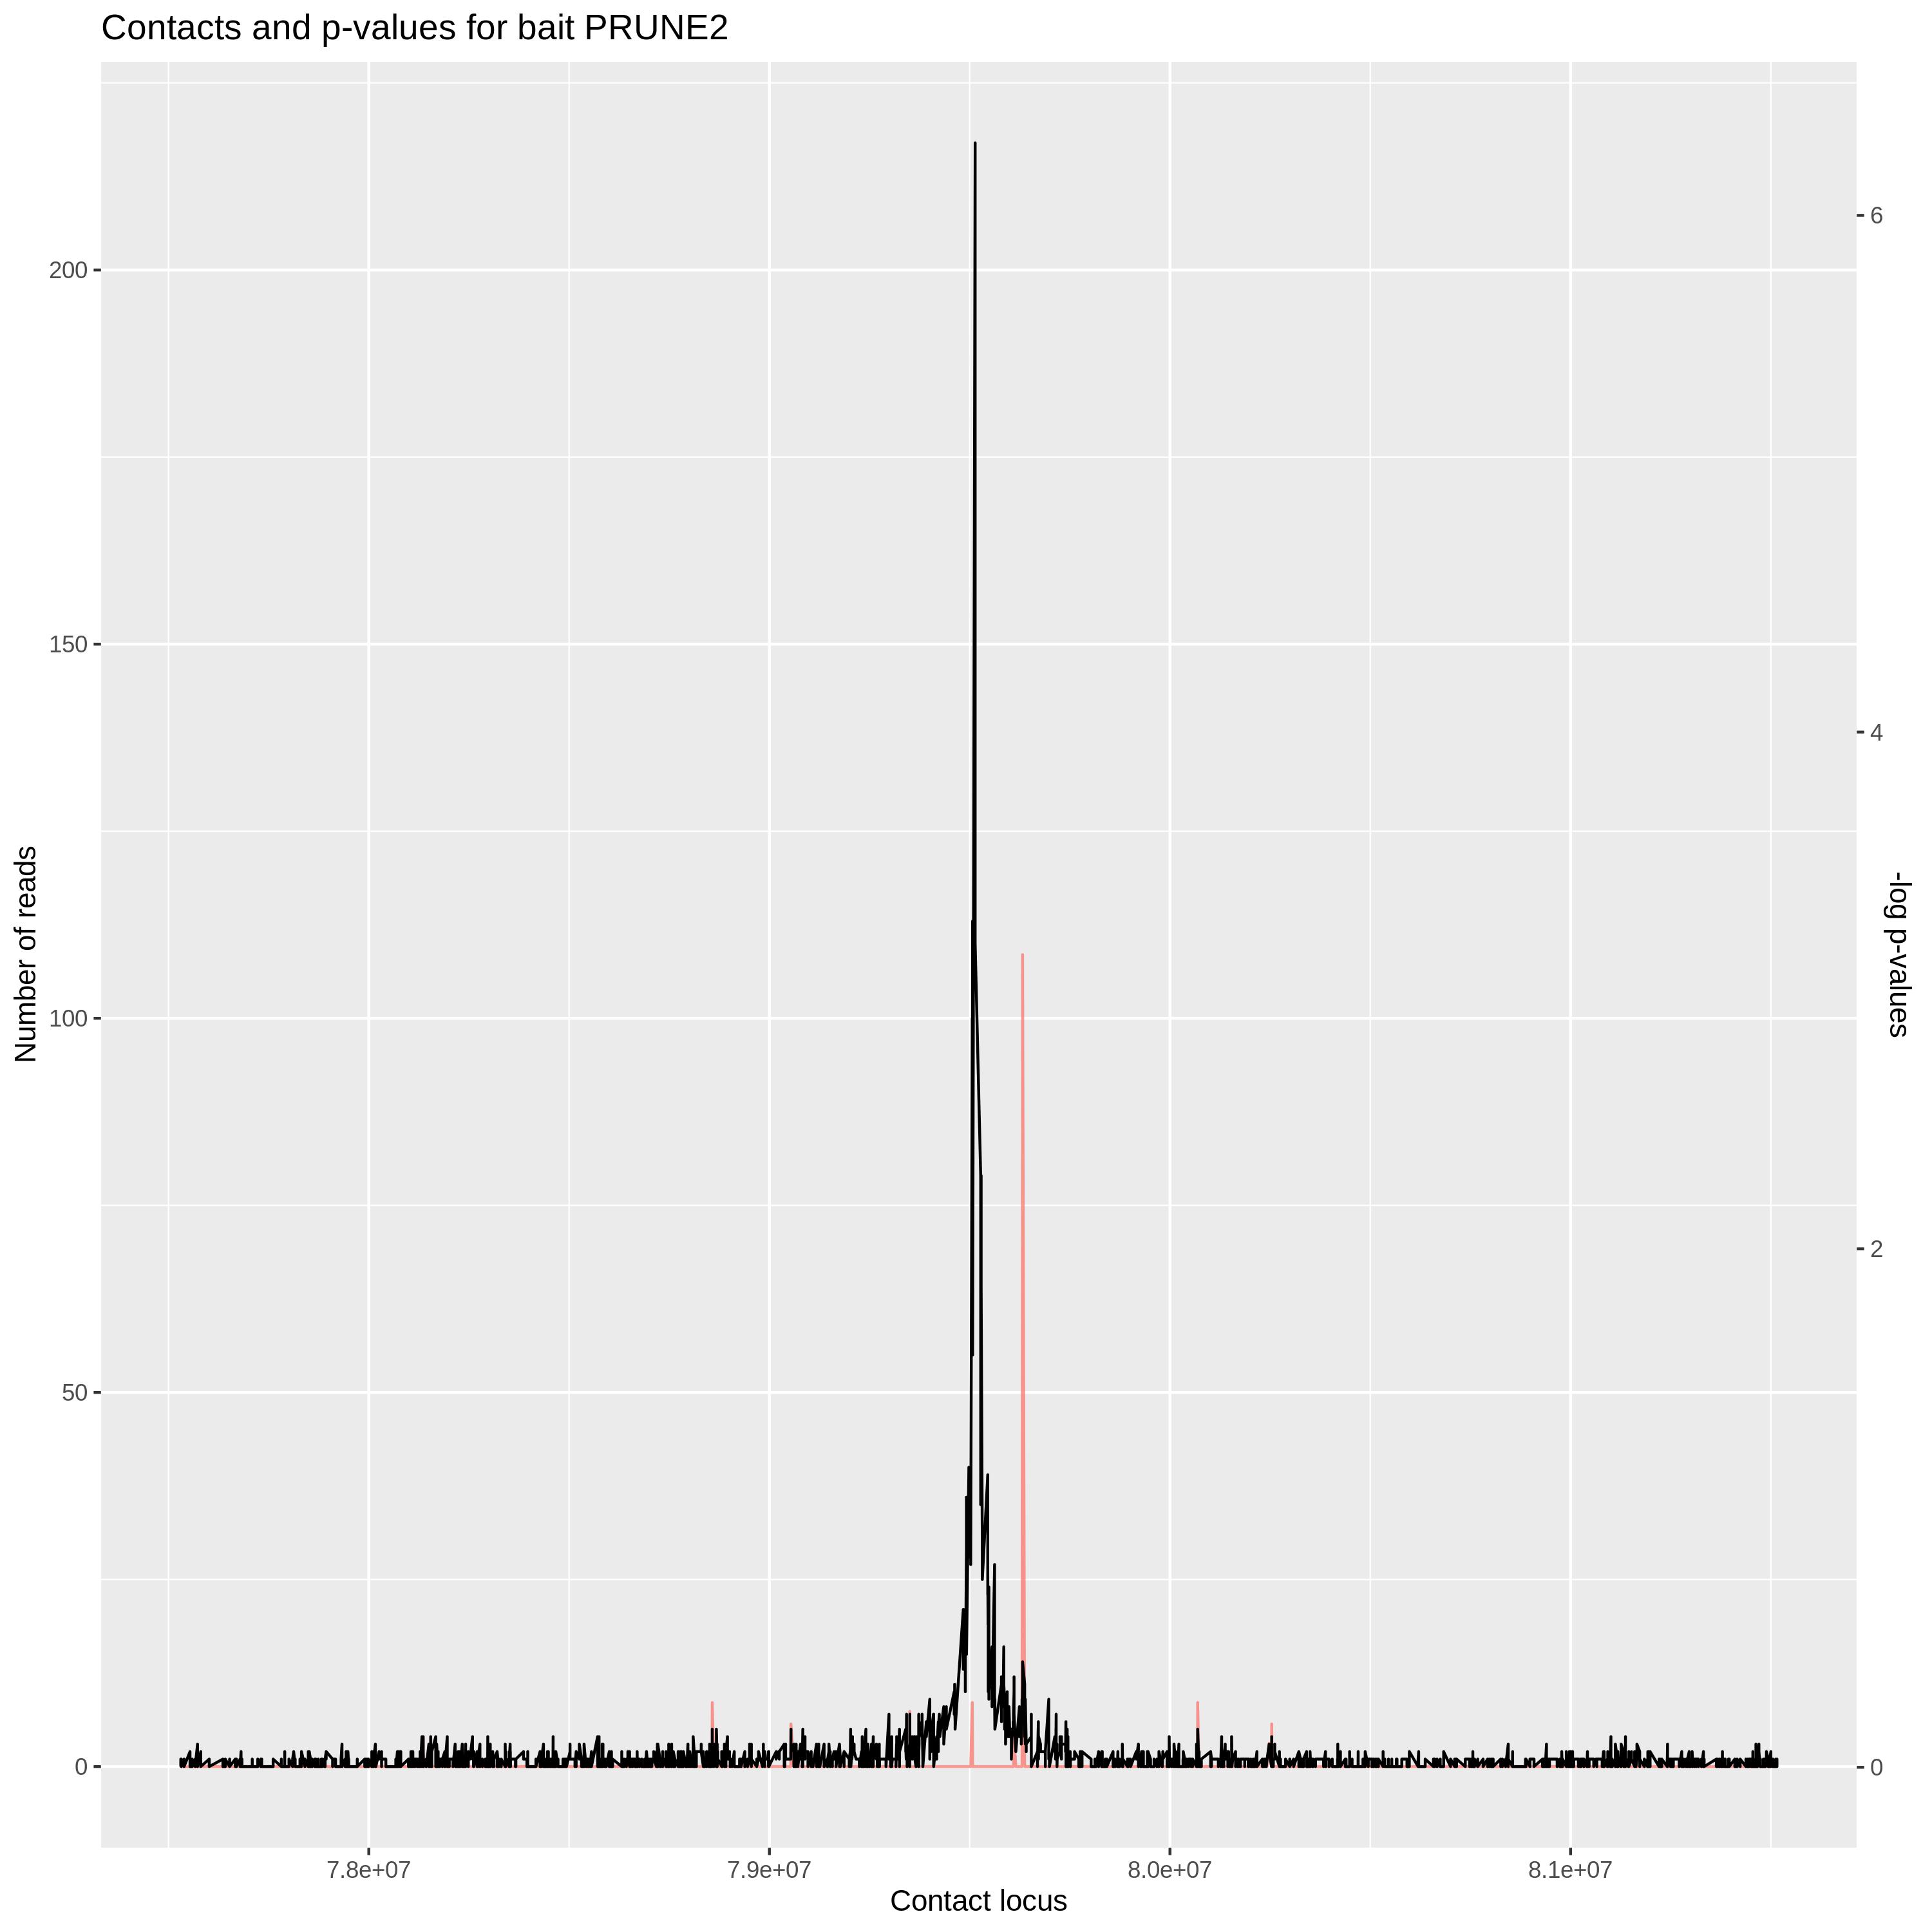 Contacts and p-values for bait PRUNE2
Number of reads
200
150
100
50
0
6
4
2
0
-log p-values
7.8e+07
7.9e+07
8.0e+07
8.1e+07
Contact locus